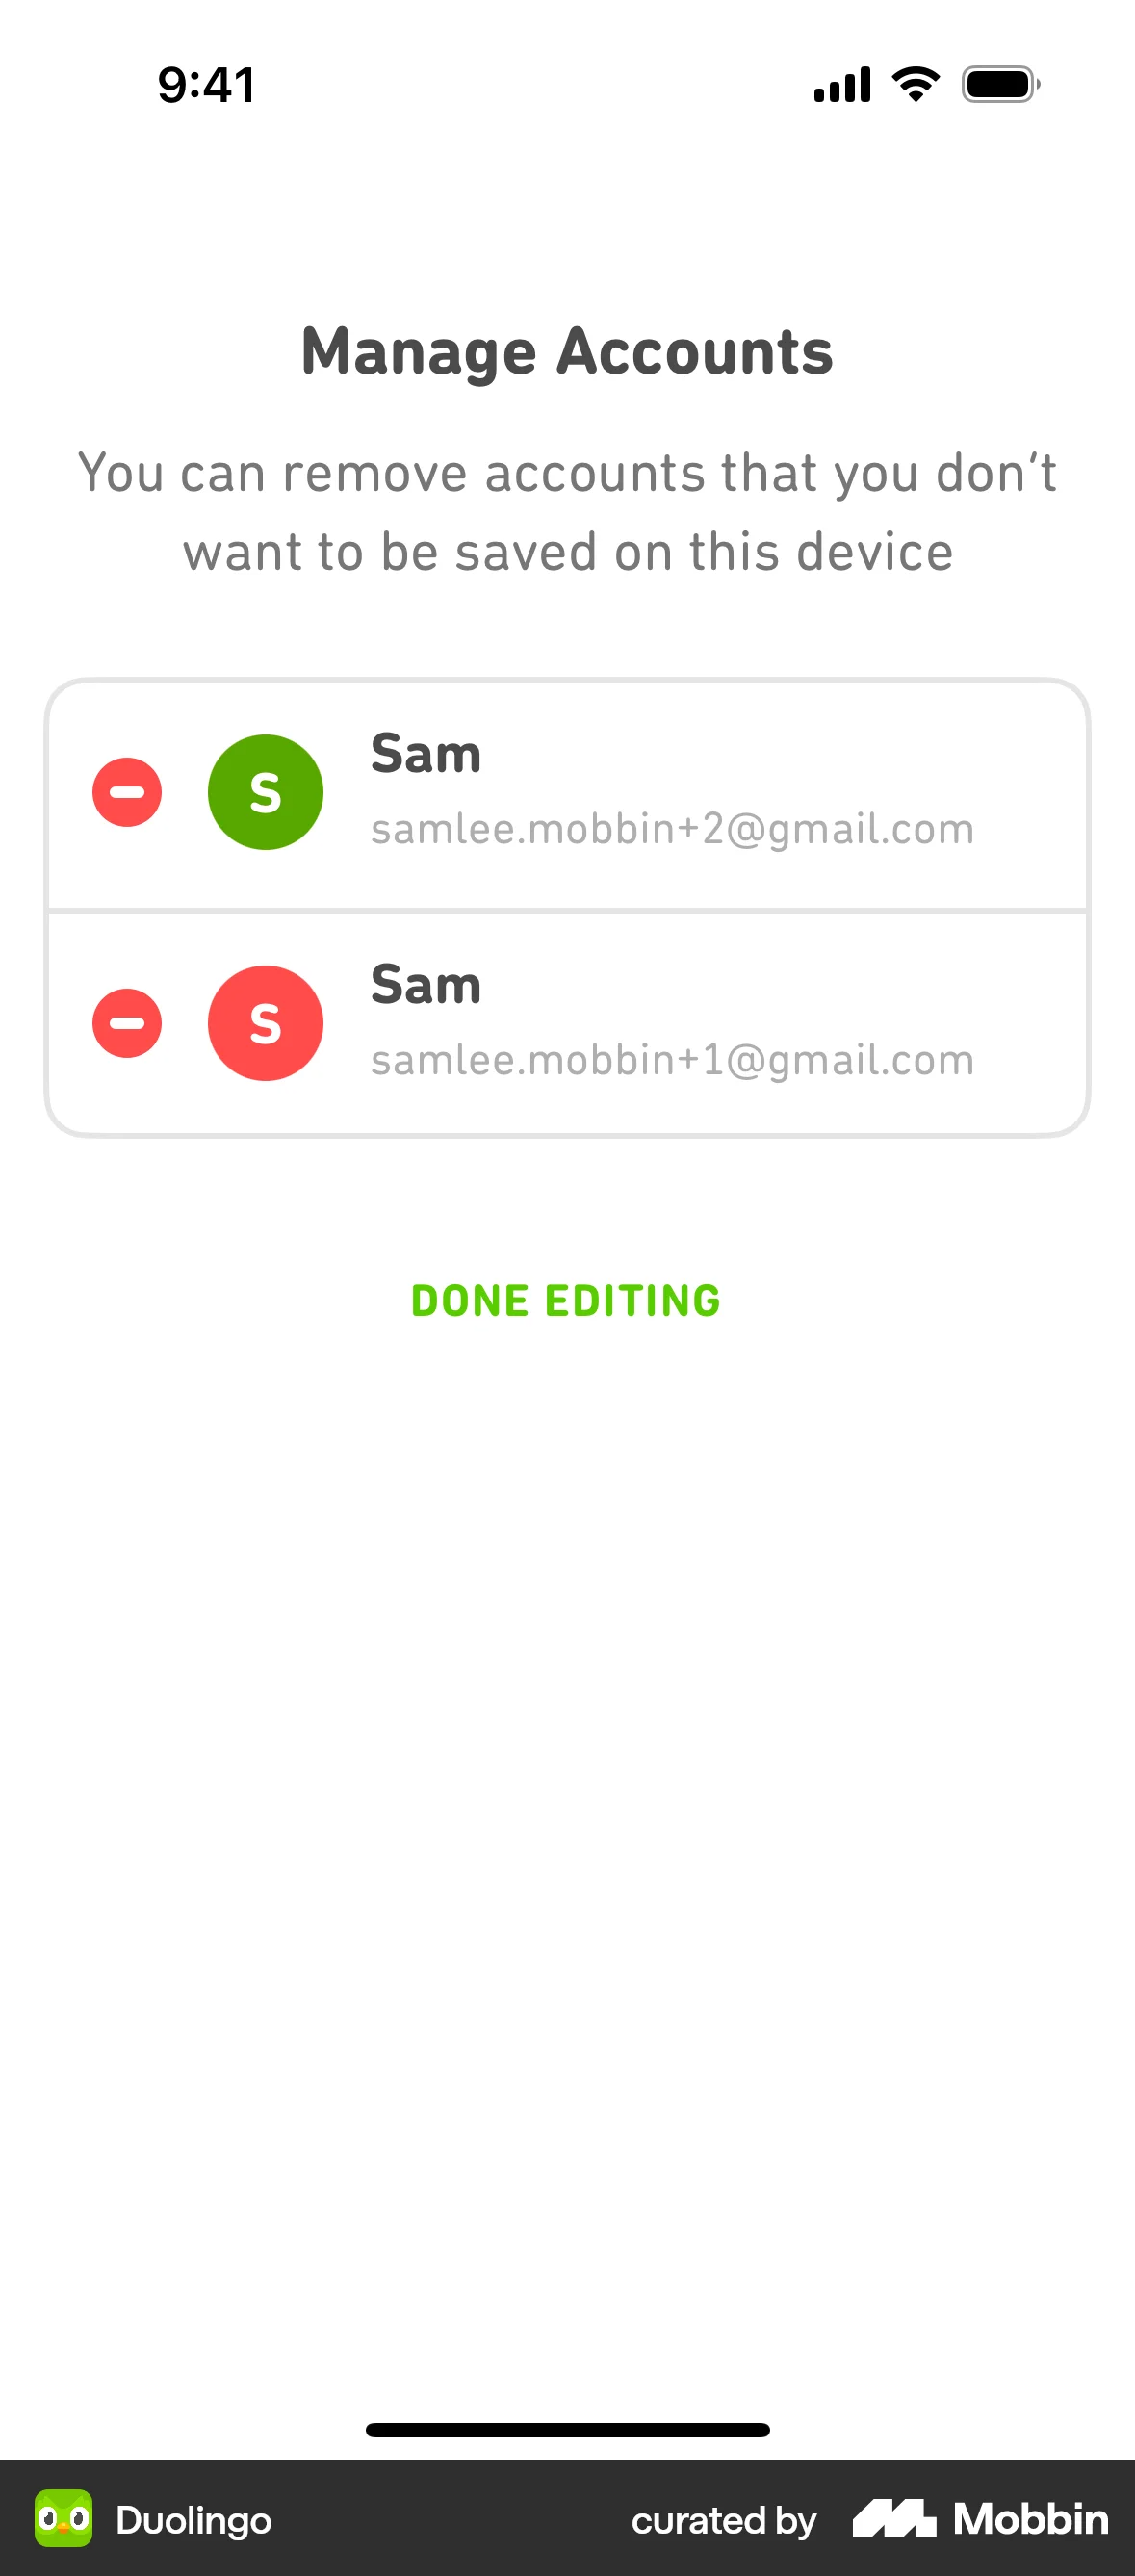 9:41
Manage Accounts
You can remove accounts that you don't
want to be saved on this device
S
Sam
samlee.mobbin+2@gmail.com
S
Sam
samlee.mobbin+1@gmail.com
DONE EDITING
Duolingo
curated by Mobbin